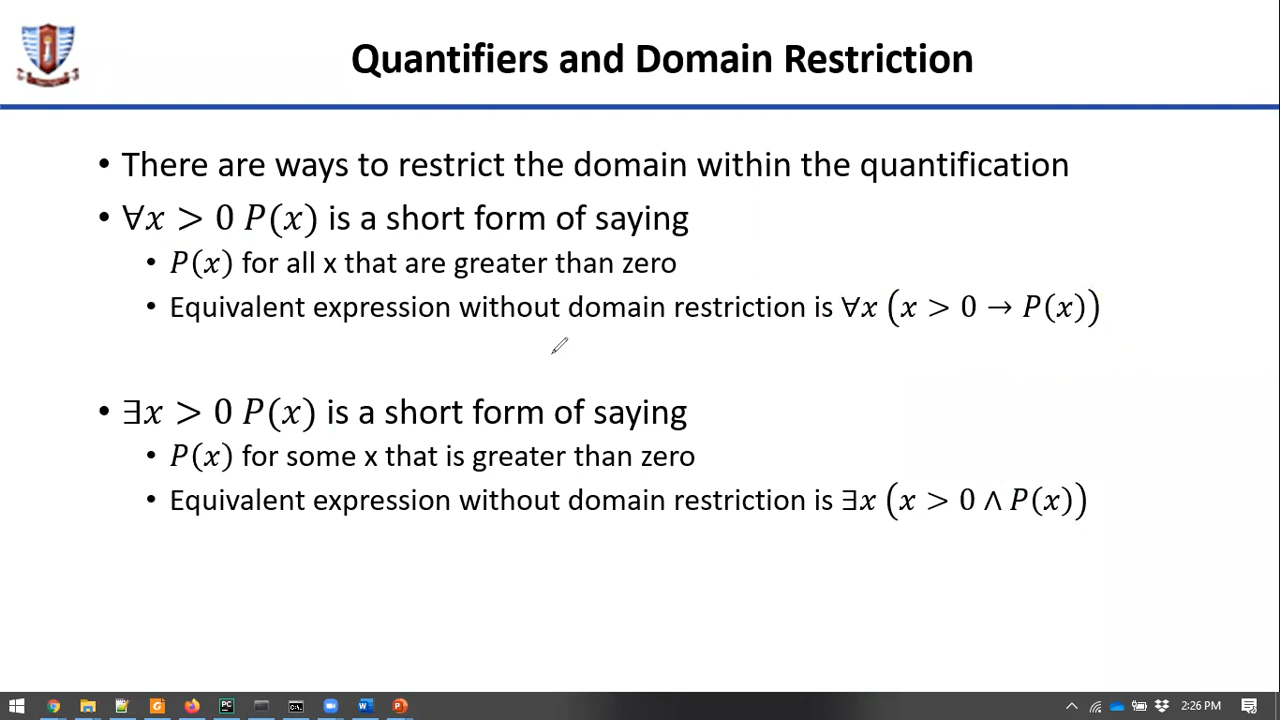 Quantifiers and Domain Restriction
• There are ways to restrict the domain within the quantification
• ∀x > 0 P(x) is a short form of saying
• P(x) for all x that are greater than zero
• Equivalent expression without domain restriction is ∀x (x > 0 → P(x))
• ∃x > 0 P(x) is a short form of saying
• P(x) for some x that is greater than zero
• Equivalent expression without domain restriction is ∃x (x > 0 ∧ P(x))
2:26 PM